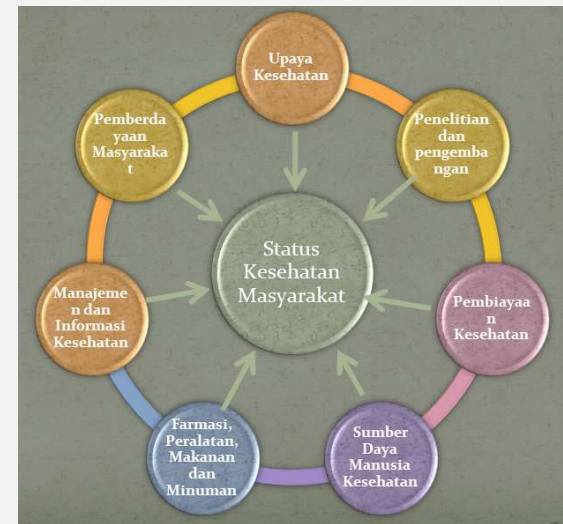 Upaya
Kesehatan
Penelitian
dan
pengemba
ngan
Pembiayaa
n
Kesehatan
Sumber
Daya
Manusia
Kesehatan
Farmasi,
Peralatan,
Makanan
dan
Minuman
Manajeme
n dan
Informasi
Kesehatan
Pemberda
yaan
Masyaraka
t
Status
Kesehatan
Masyarakat